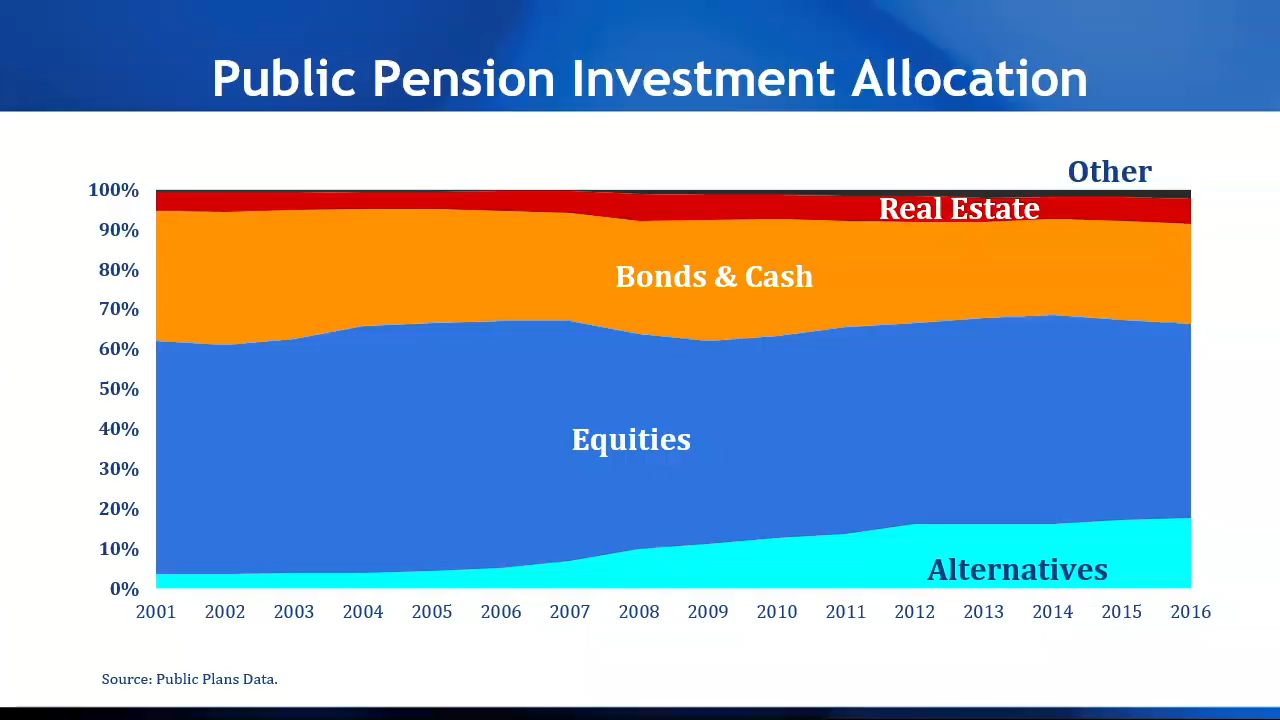 Public Pension Investment Allocation
Other
100%
Real Estate
90%
Bonds & Cash
80%
70%
60%
50%
Equities
40%
30%
20%
10%
Alternatives
0%
2001 2002 2003 2004 2005 2006 2007 2008 2009 2010 2011 2012 2013 2014 2015 2016
Source: Public Plans Data.